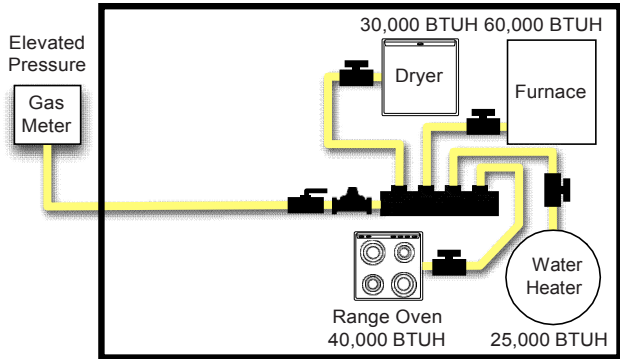 30,000 BTUH 60,000 BTUH
Elevated
Pressure
Gas
Meter
Dryer
Furnace
Range Oven
40,000 BTUH
Water
Heater
25,000 BTUH